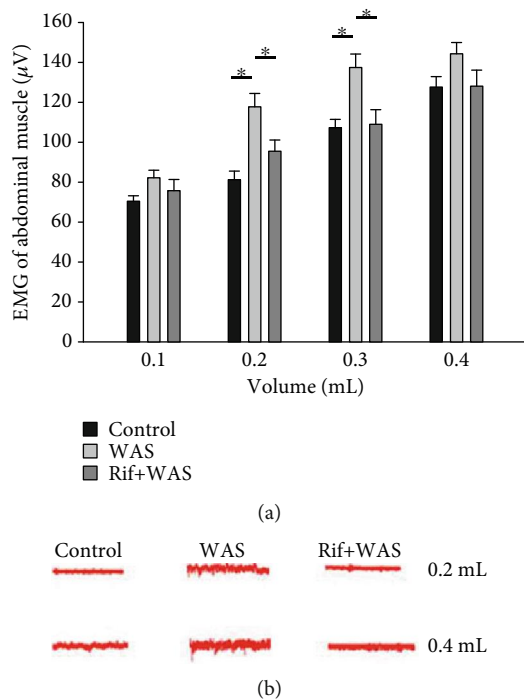 160
140
120
100
80
60
40
20
0
EMG of abdominal muscle (µV)
* *
* *
0.1 0.2 0.3 0.4
Volume (mL)
Control
WAS
Rif+WAS
(a)
Control WAS Rif+WAS
0.2 mL
0.4 mL
(b)